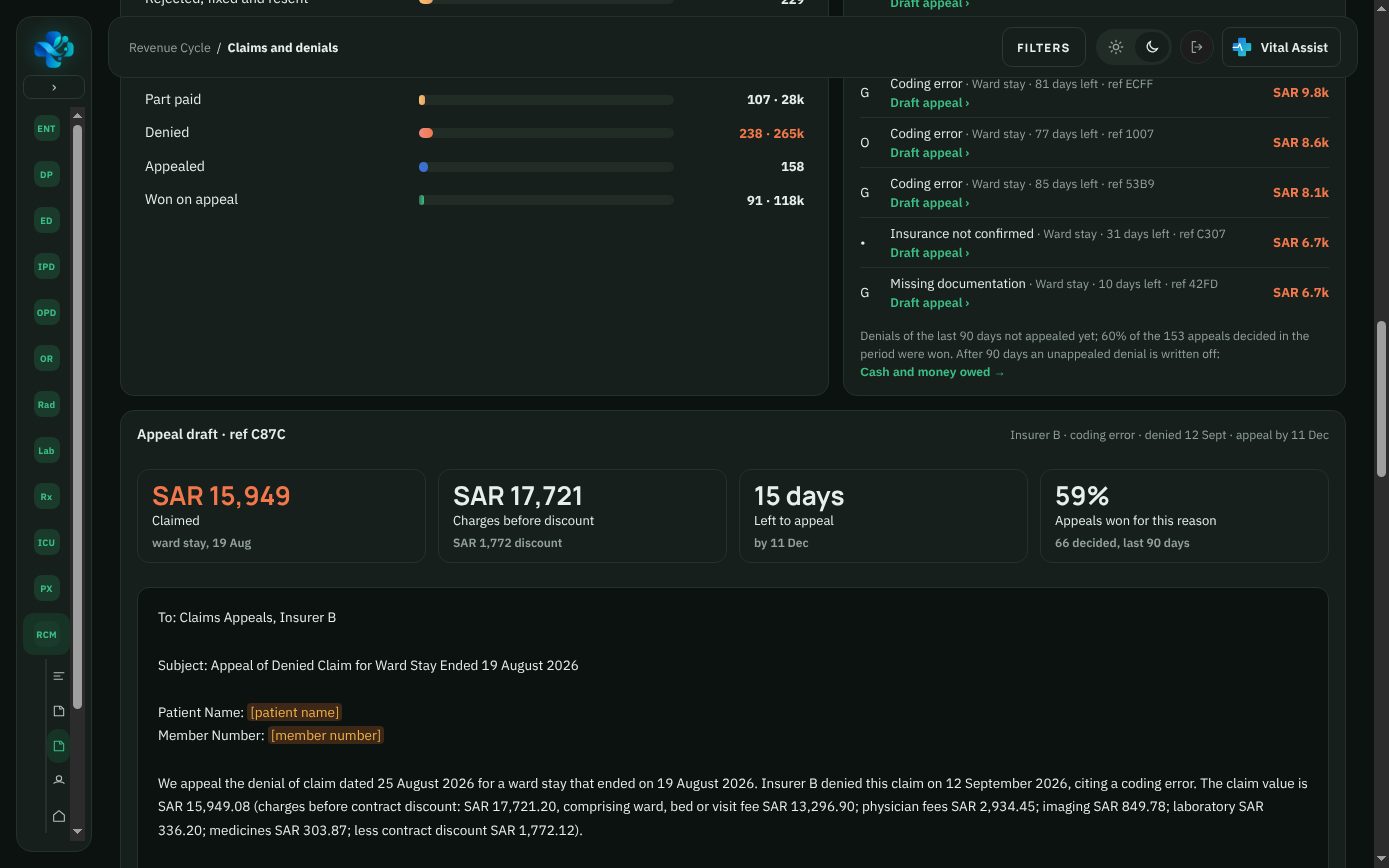 Rejected, fixed and resent 229
Draft appeal ›
Revenue Cycle / Claims and denials
FILTERS
Vital Assist
›
ENT
DP
ED
IPD
OPD
OR
Rad
Lab
Rx
ICU
PX
RCM
Part paid 107 · 28k
Denied 238 · 265k
Appealed 158
Won on appeal 91 · 118k
G Coding error · Ward stay · 81 days left · ref ECFF SAR 9.8k
Draft appeal ›
O Coding error · Ward stay · 77 days left · ref 1007 SAR 8.6k
Draft appeal ›
G Coding error · Ward stay · 85 days left · ref 53B9 SAR 8.1k
Draft appeal ›
• Insurance not confirmed · Ward stay · 31 days left · ref C307 SAR 6.7k
Draft appeal ›
G Missing documentation · Ward stay · 10 days left · ref 42FD SAR 6.7k
Draft appeal ›
Denials of the last 90 days not appealed yet; 60% of the 153 appeals decided in the
period were won. After 90 days an unappealed denial is written off:
Cash and money owed →
Appeal draft · ref C87C
Insurer B · coding error · denied 12 Sept · appeal by 11 Dec
SAR 15,949
Claimed
ward stay, 19 Aug
SAR 17,721
Charges before discount
SAR 1,772 discount
15 days
Left to appeal
by 11 Dec
59%
Appeals won for this reason
66 decided, last 90 days
To: Claims Appeals, Insurer B
Subject: Appeal of Denied Claim for Ward Stay Ended 19 August 2026
Patient Name: [patient name]
Member Number: [member number]
We appeal the denial of claim dated 25 August 2026 for a ward stay that ended on 19 August 2026. Insurer B denied this claim on 12 September 2026, citing a coding error. The claim value is
SAR 15,949.08 (charges before contract discount: SAR 17,721.20, comprising ward, bed or visit fee SAR 13,296.90; physician fees SAR 2,934.45; imaging SAR 849.78; laboratory SAR
336.20; medicines SAR 303.87; less contract discount SAR 1,772.12).